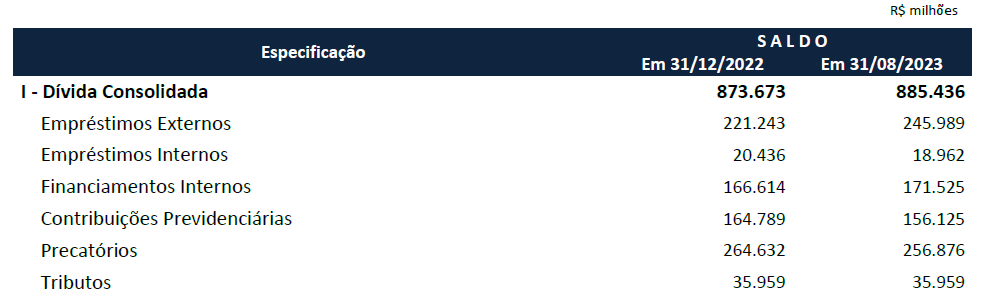 R$ milhões
Especificação
S A L D O
Em 31/12/2022 Em 31/08/2023
I - Dívida Consolidada 873.673 885.436
Empréstimos Externos 221.243 245.989
Empréstimos Internos 20.436 18.962
Financiamentos Internos 166.614 171.525
Contribuições Previdenciárias 164.789 156.125
Precatórios 264.632 256.876
Tributos 35.959 35.959